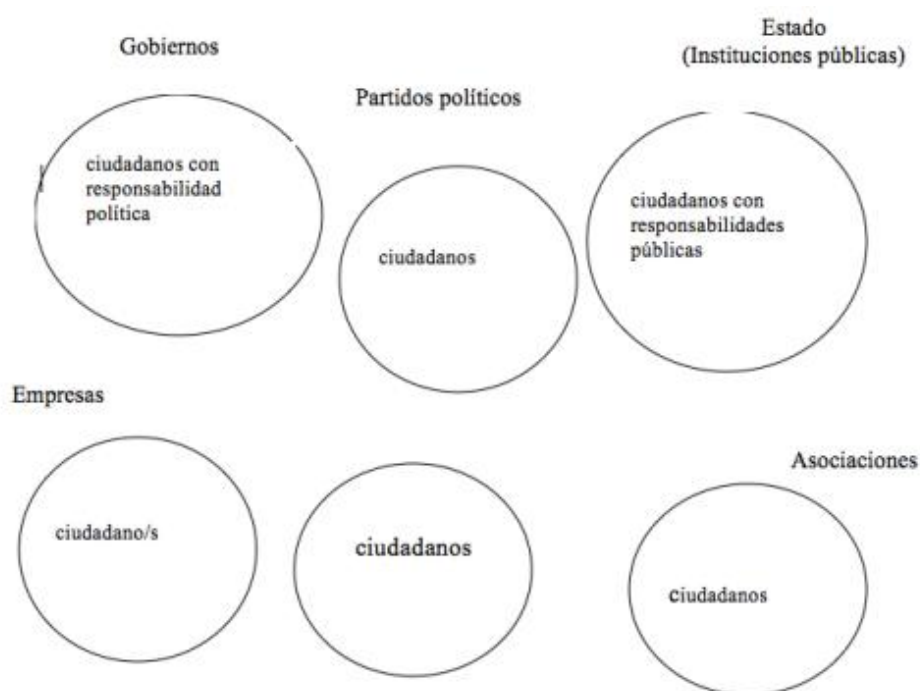 Gobiernos
Estado
(Instituciones públicas)
Partidos políticos
ciudadanos con
responsabilidad
política
ciudadanos
ciudadanos con
responsabilidades
públicas
Empresas
Asociaciones
ciudadano/s
ciudadanos
ciudadanos